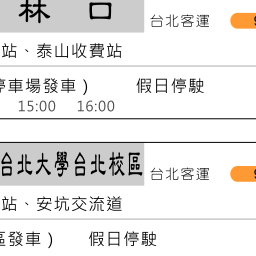 林 口 台北客運
站、泰山收費站
停車場發車） 假日停駛
15:00 16:00
台北大學台北校區 台北客運
站、安坑交流道
區發車） 假日停駛